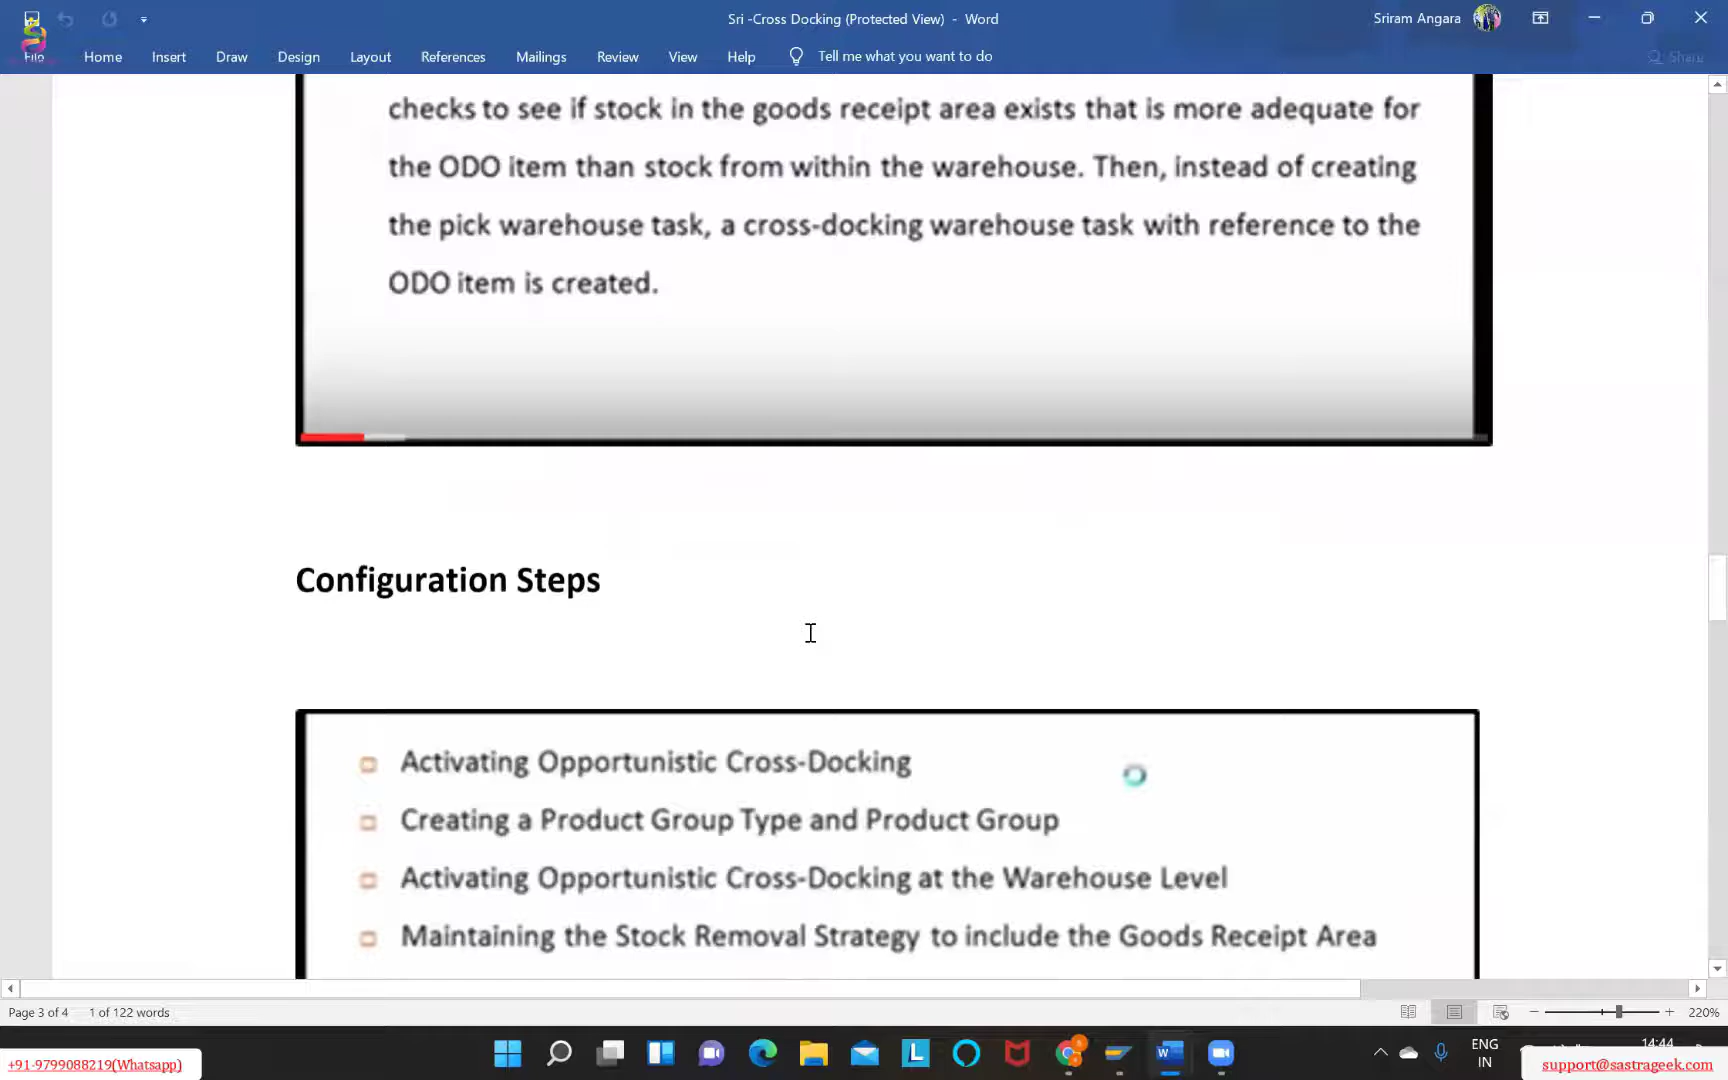 Sri -Cross Docking (Protected View) - Word
Sriram Angara
File Home Insert Draw Design Layout References Mailings Review View Help Tell me what you want to do
Share
checks to see if stock in the goods receipt area exists that is more adequate for
the ODO item than stock from within the warehouse. Then, instead of creating
the pick warehouse task, a cross-docking warehouse task with reference to the
ODO item is created.
Configuration Steps
Activating Opportunistic Cross-Docking
Creating a Product Group Type and Product Group
Activating Opportunistic Cross-Docking at the Warehouse Level
Maintaining the Stock Removal Strategy to include the Goods Receipt Area
Page 3 of 4 1 of 122 words
220%
ENG
IN
14:44
+91-9799088219(Whatsapp)
support@sastrageek.com